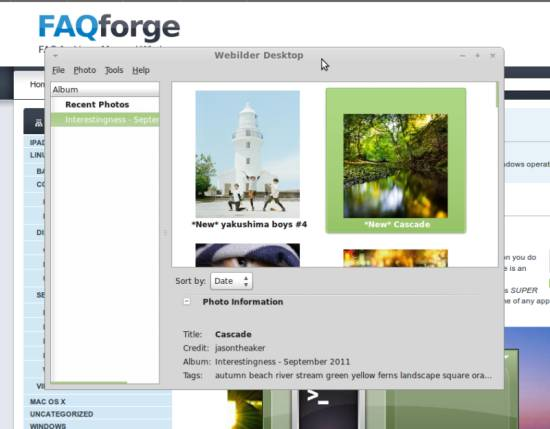 FAQforge
Webilder Desktop
File Photo Tools Help
Hom
Album
Recent Photos
Interestingness - Septer
*New* yakushima boys #4
*New* Cascade
IPAD
LINU
BA
CO
DI
SE
VI
MAC OS X
UNCATEGORIZED
WINDOWS
ndows operat
on you do
e is an
s SUPER
e of any app
Sort by: Date
Photo Information
Title: Cascade
Credit: jasontheaker
Album: Interestingness - September 2011
Tags: autumn beach river stream green yellow ferns landscape square ora...